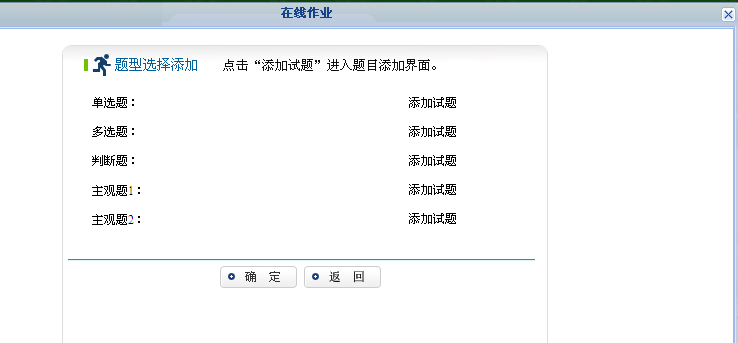 在线作业
题型选择添加 点击“添加试题”进入题目添加界面。
单选题： 添加试题
多选题： 添加试题
判断题： 添加试题
主观题1： 添加试题
主观题2： 添加试题
确 定 返 回